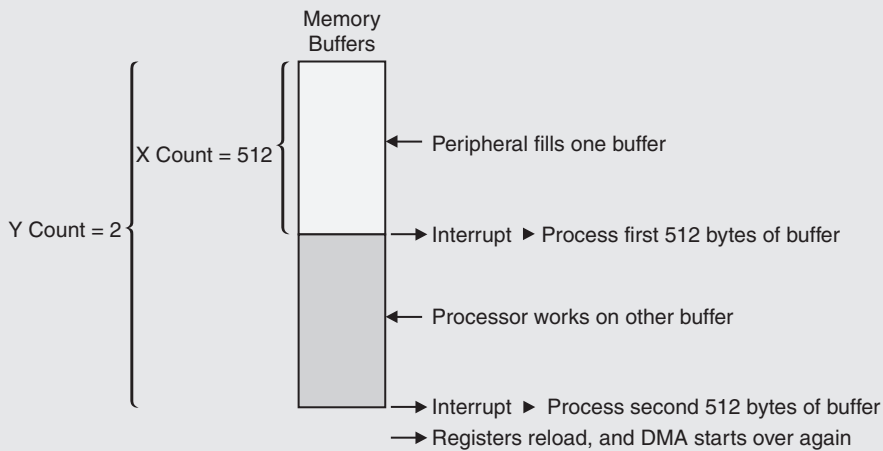 Memory
Buffers
X Count = 512
Peripheral fills one buffer
Y Count = 2
Interrupt ► Process first 512 bytes of buffer
Processor works on other buffer
Interrupt ► Process second 512 bytes of buffer
Registers reload, and DMA starts over again